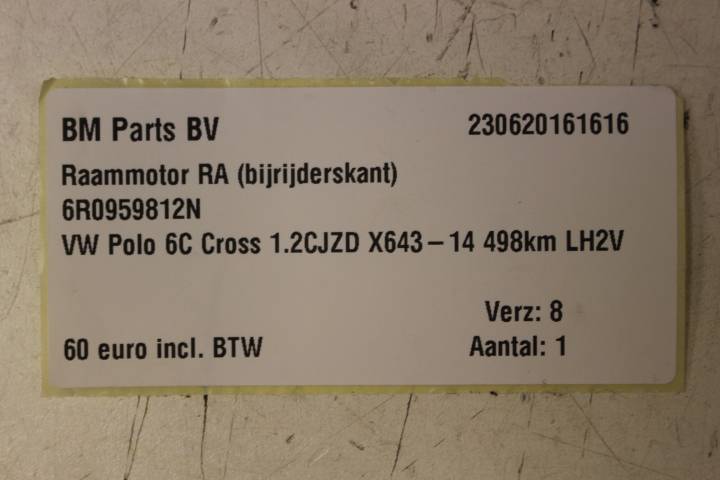 BM Parts BV 230620161616
Raammotor RA (bijrijderskant)
6R0959812N
VW Polo 6C Cross 1.2CJZD X643-14 498km LH2V
Verz: 8
60 euro incl. BTW Aantal: 1